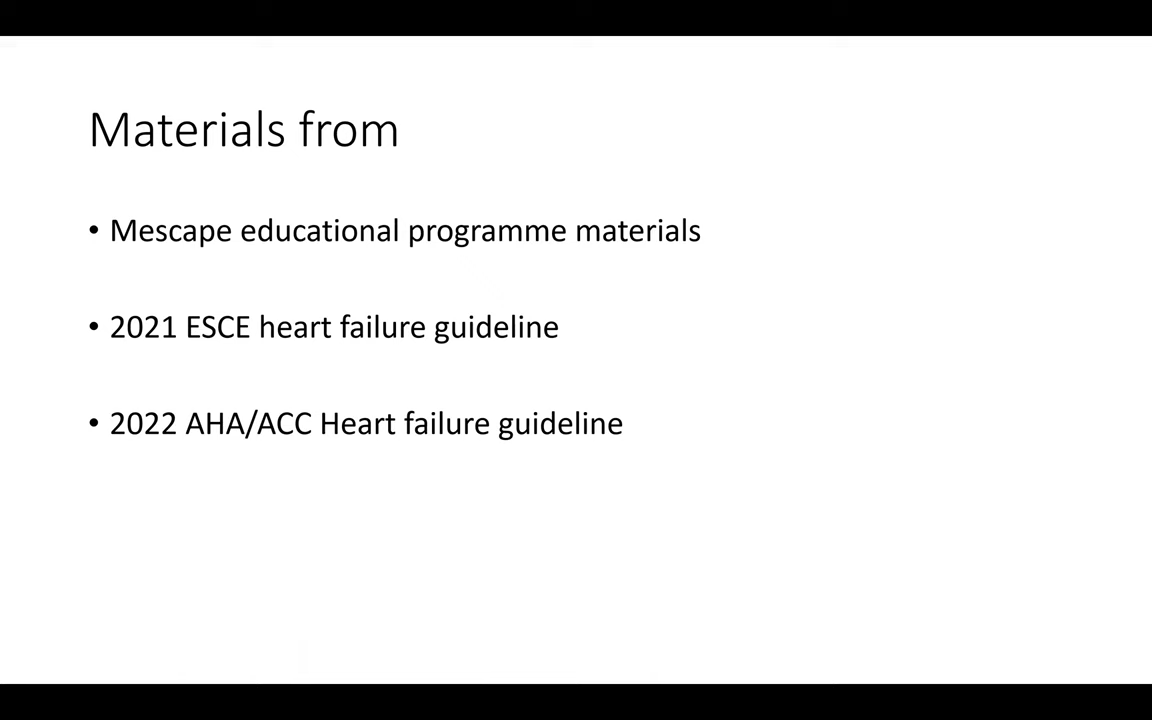 Materials from
• Mescape educational programme materials
• 2021 ESCE heart failure guideline
• 2022 AHA/ACC Heart failure guideline